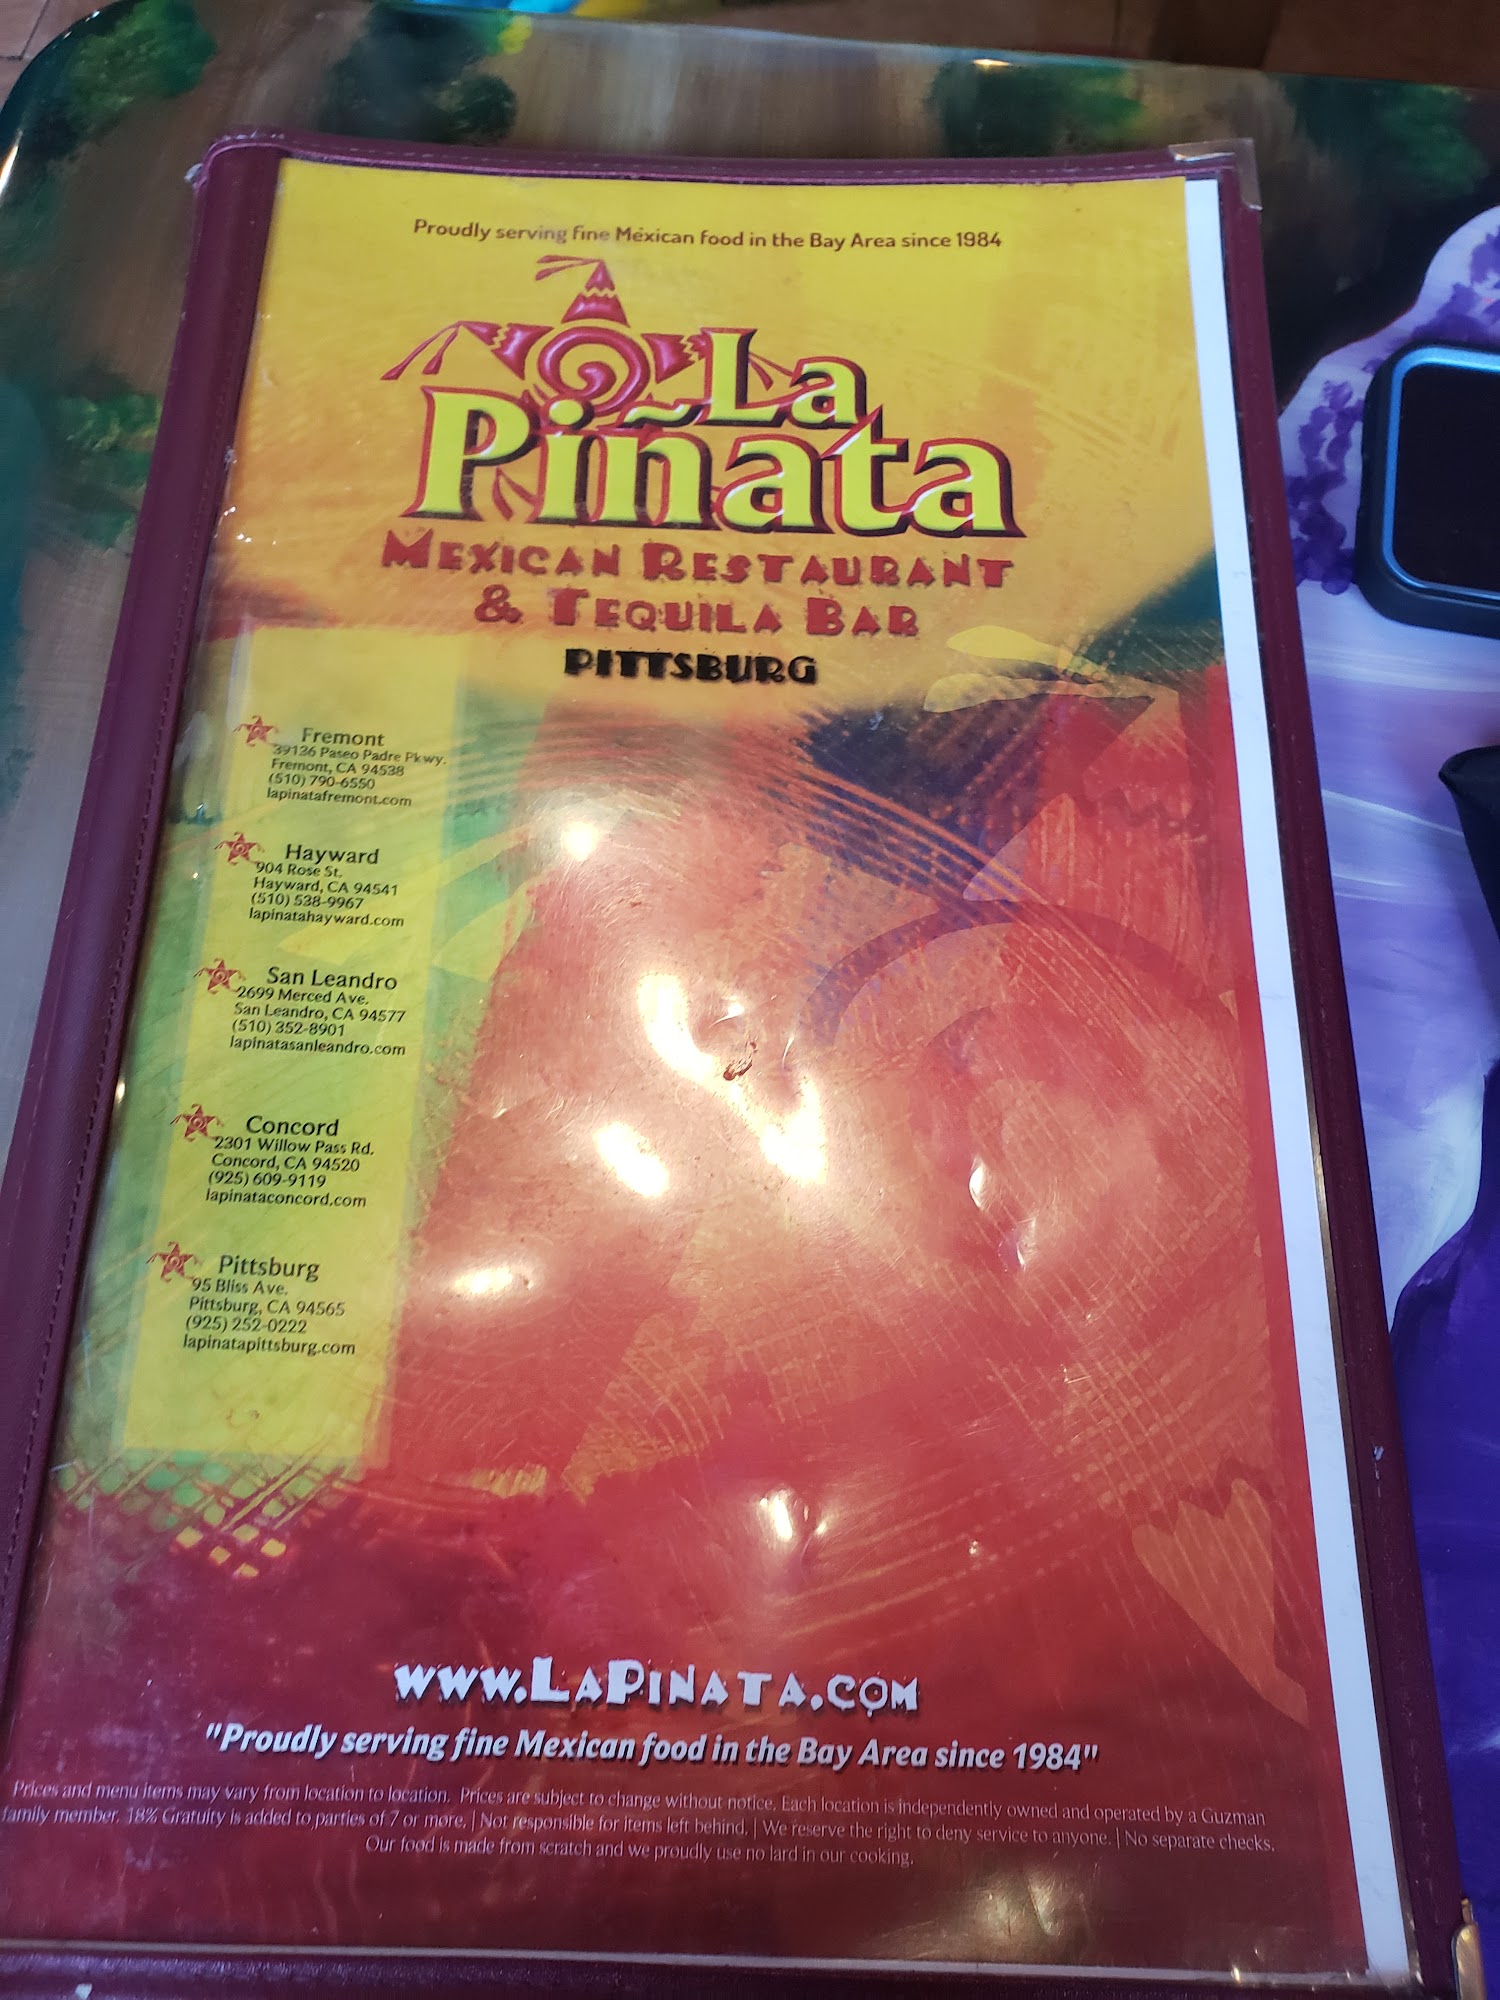 Proudly serving fine Mexican food in the Bay Area since 1984
La
Piñata
MEXICAN RESTAURANT
& TEQUILA BAR
PITTSBURG
Fremont
39136 Paseo Padre Pkwy.
Fremont, CA 94538
(510) 790-6550
lapinatafremont.com
Hayward
904 Rose St.
Hayward, CA 94541
(510) 538-9967
lapinatahayward.com
San Leandro
2699 Merced Ave.
San Leandro, CA 94577
(510) 352-8901
lapinatasanleandro.com
Concord
2301 Willow Pass Rd.
Concord, CA 94520
(925) 609-9119
lapinataconcord.com
Pittsburg
95 Bliss Ave.
Pittsburg, CA 94565
(925) 252-0222
lapinatapittsburg.com
WWW.LAPINATA.COM
"Proudly serving fine Mexican food in the Bay Area since 1984"
Prices and menu items may vary from location to location. Prices are subject to change without notice. Each location is independently owned and operated by a Guzman
family member. 18% Gratuity is added to parties of 7 or more. | Not responsible for items left behind. | We reserve the right to deny service to anyone. | No separate checks.
Our food is made from scratch and we proudly use no lard in our cooking.